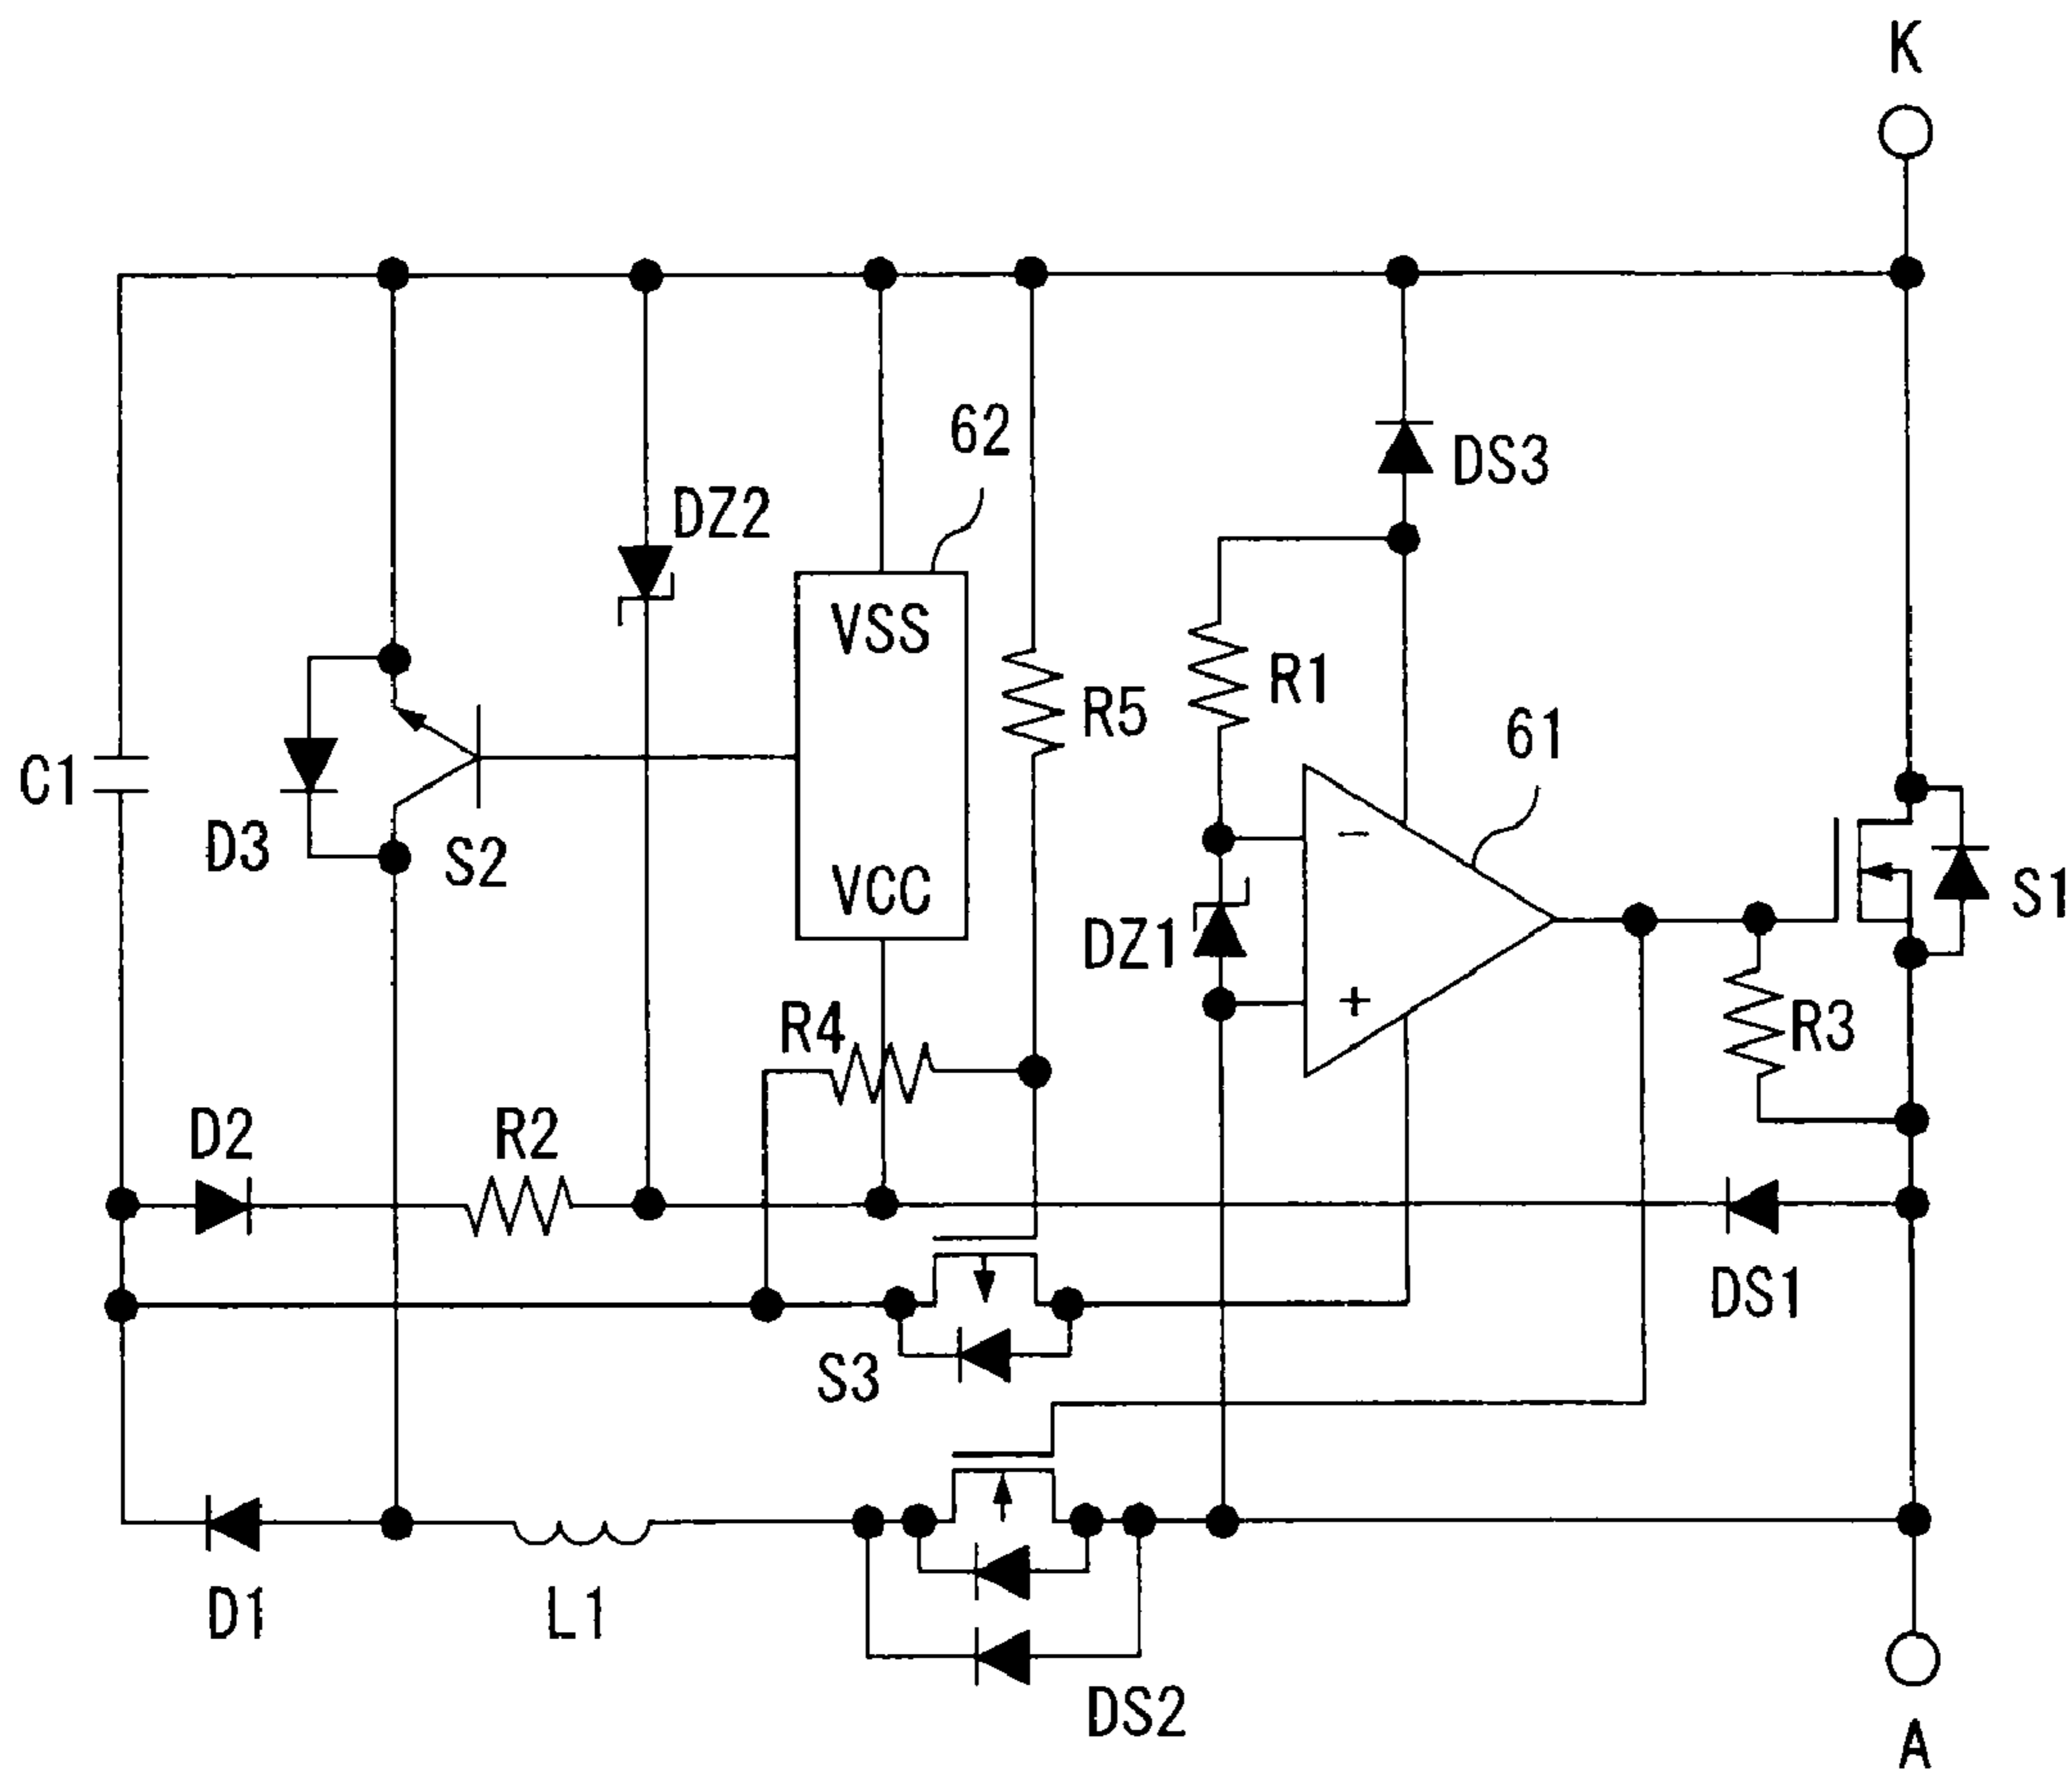 K
62
DS3
DZ2
VSS
R1
R5
61
C1
D3
S2
−
VCC
S1
DZ1
+
R4
R3
D2
R2
DS1
S3
D1
L1
DS2
A